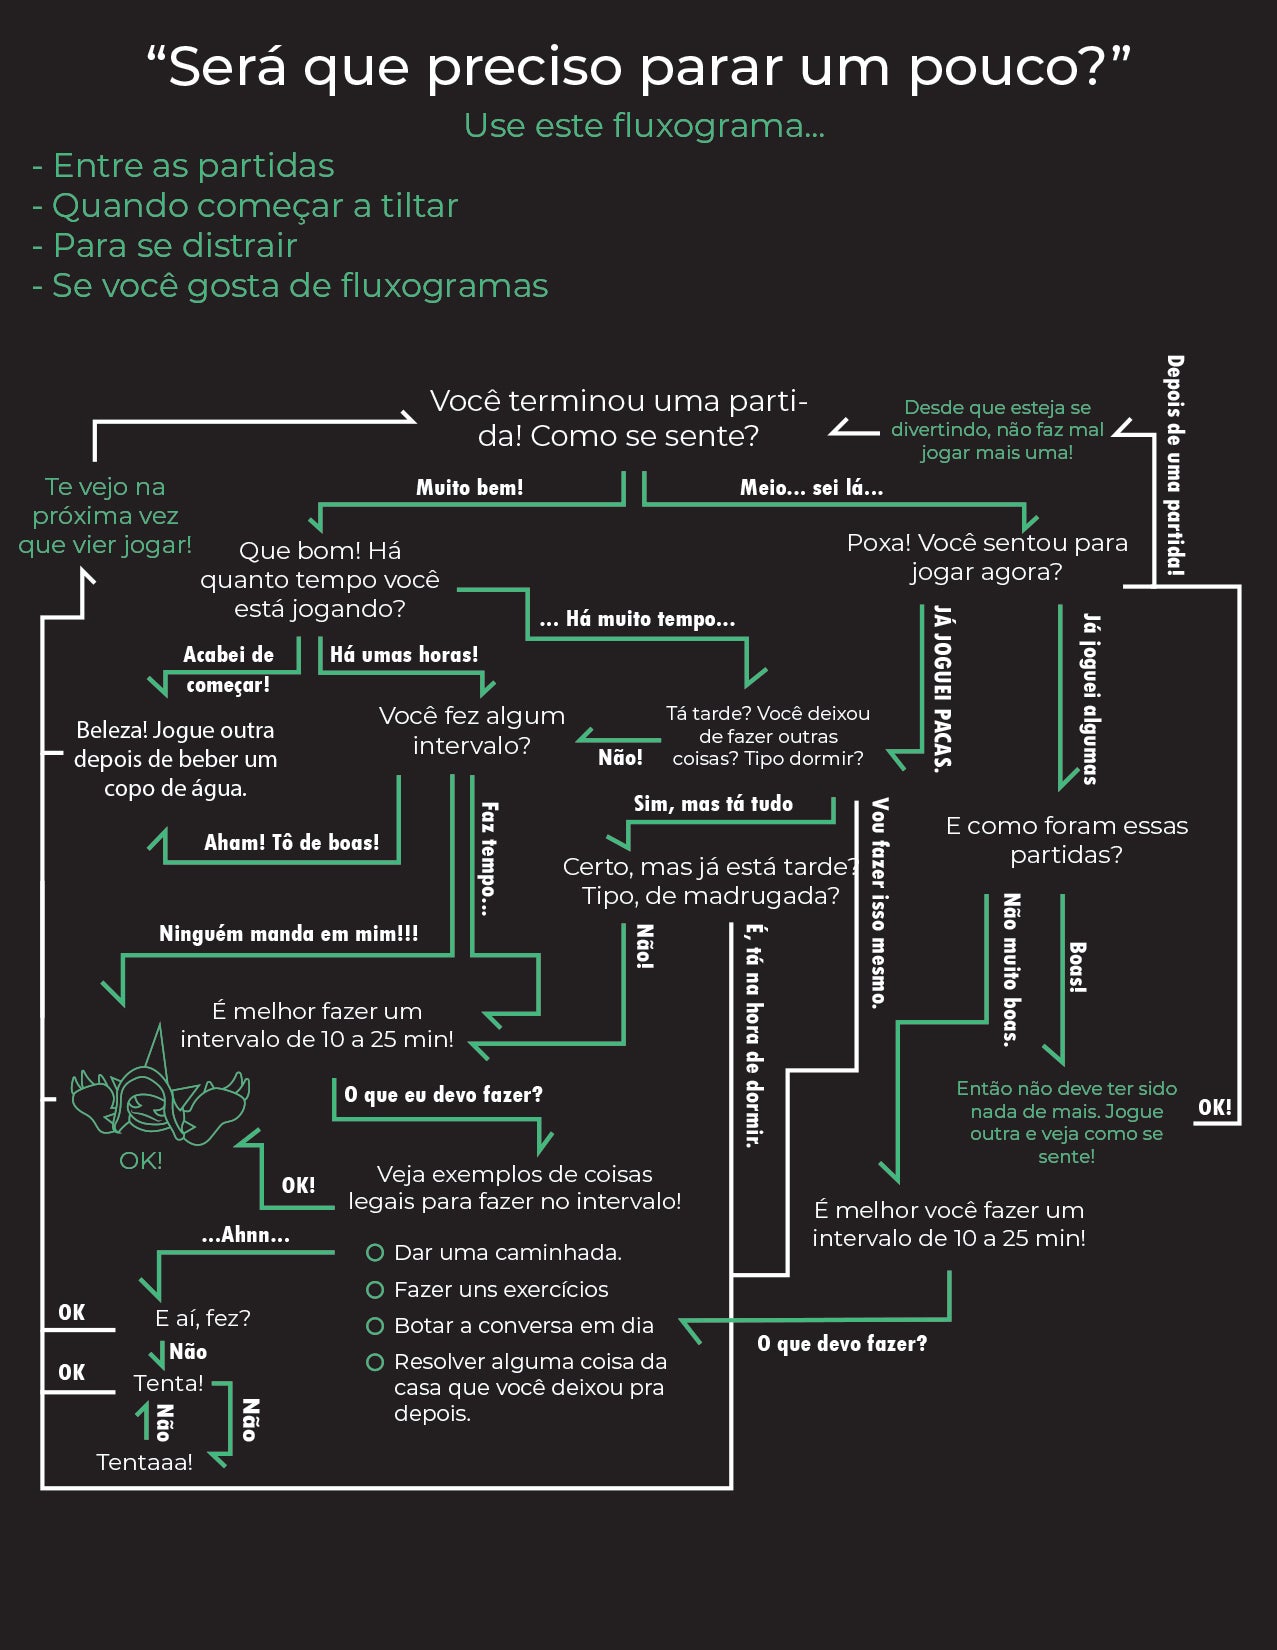 “Será que preciso parar um pouco?”
Use este fluxograma...
- Entre as partidas
- Quando começar a tiltar
- Para se distrair
- Se você gosta de fluxogramas
Você terminou uma parti-
da! Como se sente?
Desde que esteja se
divertindo, não faz mal
jogar mais uma!
Depois de uma partida!
Te vejo na
próxima vez
que vier jogar!
Muito bem!
Meio... sei lá...
Que bom! Há
quanto tempo você
está jogando?
Poxa! Você sentou para
jogar agora?
... Há muito tempo...
Acabei de
começar!
Há umas horas!
JÁ JOGUEI PACAS.
Já joguei algumas
Beleza! Jogue outra
depois de beber um
copo de água.
Você fez algum
intervalo?
Não!
Tá tarde? Você deixou
de fazer outras
coisas? Tipo dormir?
Sim, mas tá tudo
Vou fazer isso mesmo.
Aham! Tô de boas!
Faz tempo...
Certo, mas já está tarde?
Tipo, de madrugada?
E como foram essas
partidas?
Ninguém manda em mim!!!
Não!
É, tá na hora de dormir.
Não muito boas.
Boas!
É melhor fazer um
intervalo de 10 a 25 min!
O que eu devo fazer?
Então não deve ter sido
nada de mais. Jogue
outra e veja como se
sente!
OK!
OK!
OK!
Veja exemplos de coisas
legais para fazer no intervalo!
É melhor você fazer um
intervalo de 10 a 25 min!
...Ahnn...
Dar uma caminhada.
Fazer uns exercícios
Botar a conversa em dia
Resolver alguma coisa da
casa que você deixou pra
depois.
O que devo fazer?
OK
E aí, fez?
Não
OK
Tenta!
Não
Não
Tentaaa!